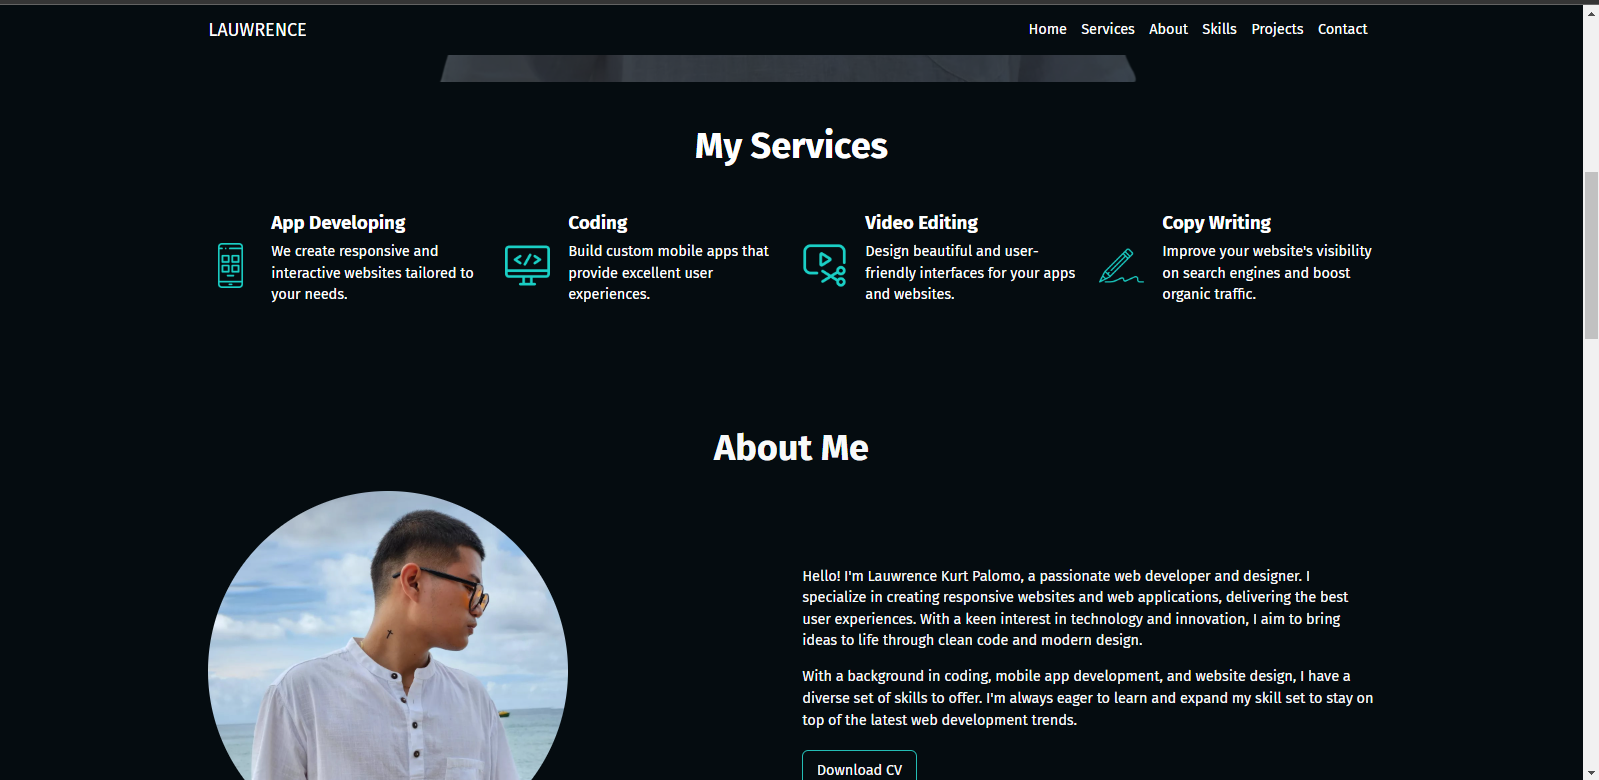 LAUWRENCE
Home Services About Skills Projects Contact
My Services
App Developing
We create responsive and
interactive websites tailored to
your needs.
Coding
Build custom mobile apps that
provide excellent user
experiences.
Video Editing
Design beautiful and user-
friendly interfaces for your apps
and websites.
Copy Writing
Improve your website's visibility
on search engines and boost
organic traffic.
About Me
Hello! I'm Lauwrence Kurt Palomo, a passionate web developer and designer. I
specialize in creating responsive websites and web applications, delivering the best
user experiences. With a keen interest in technology and innovation, I aim to bring
ideas to life through clean code and modern design.
With a background in coding, mobile app development, and website design, I have a
diverse set of skills to offer. I'm always eager to learn and expand my skill set to stay on
top of the latest web development trends.
Download CV